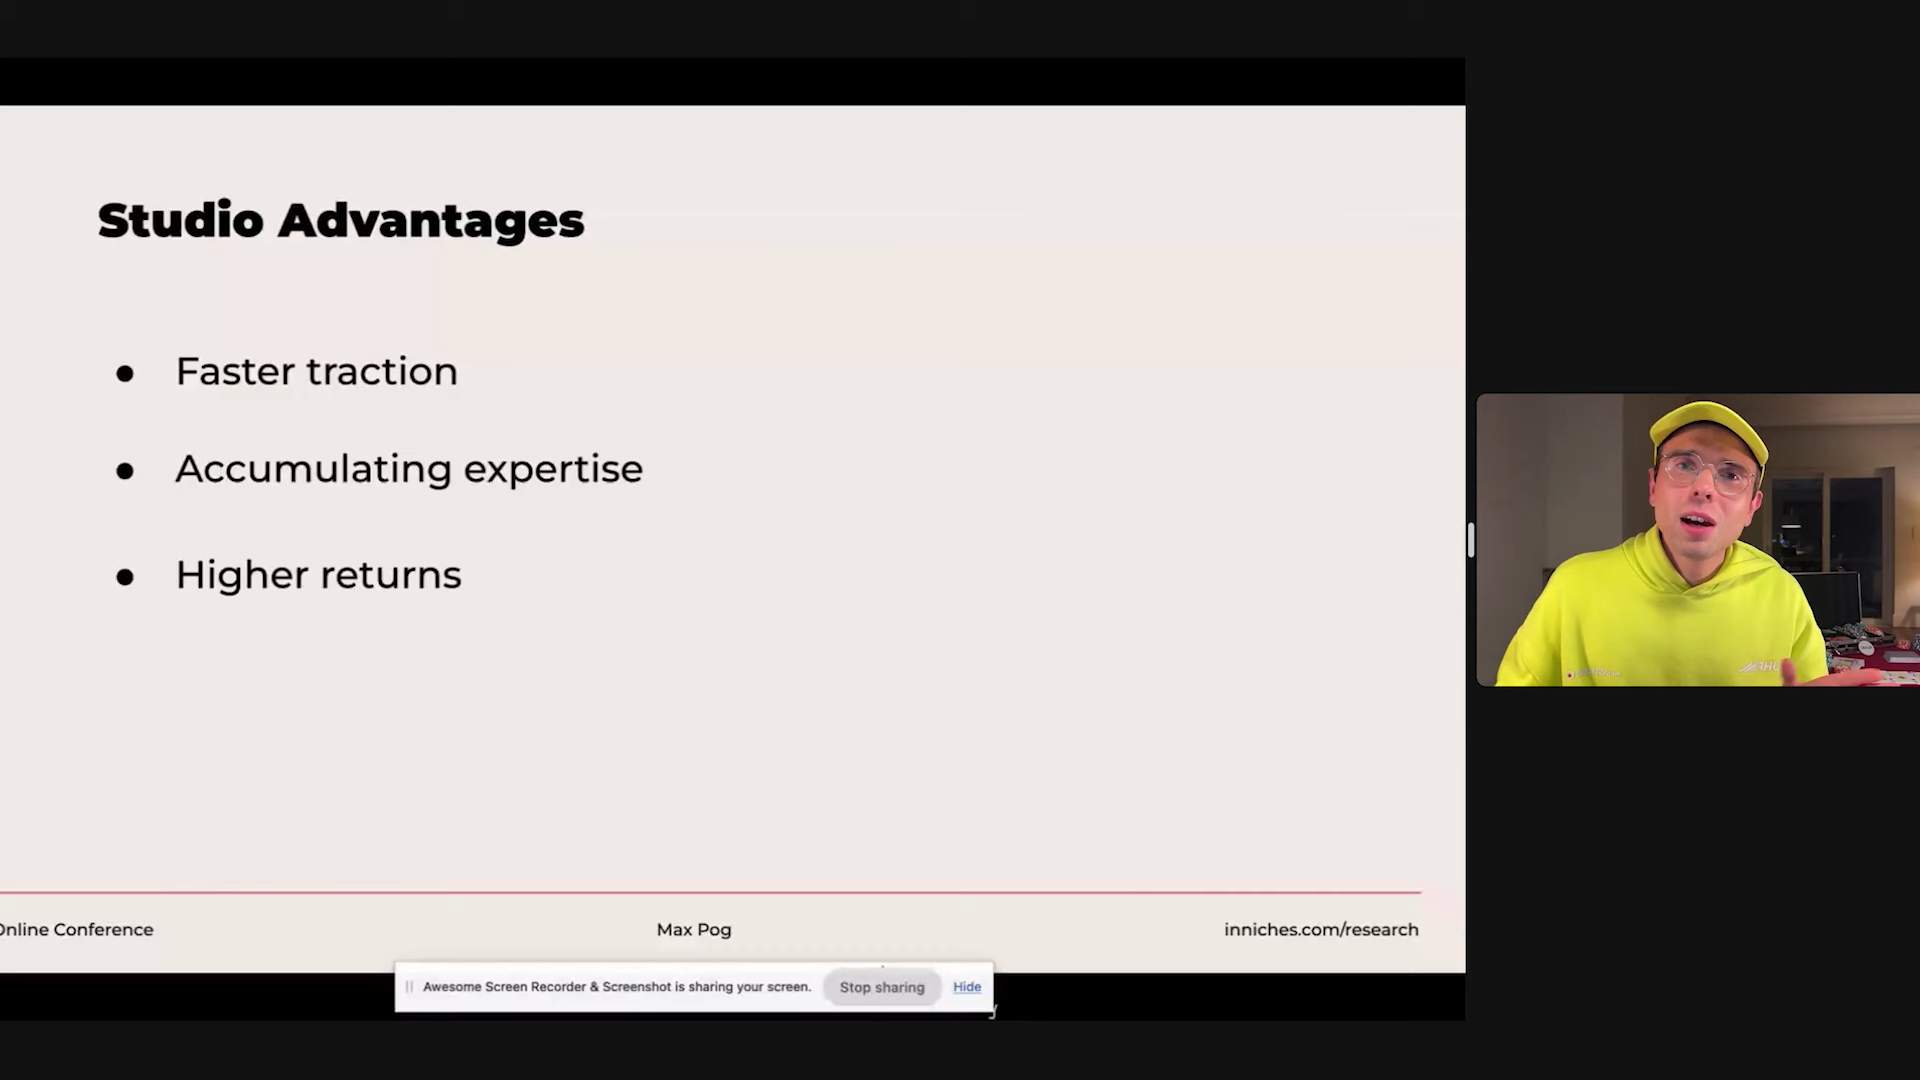 Studio Advantages
● Faster traction
● Accumulating expertise
● Higher returns
Online Conference
Max Pog
inniches.com/research
Awesome Screen Recorder & Screenshot is sharing your screen.
Stop sharing
Hide